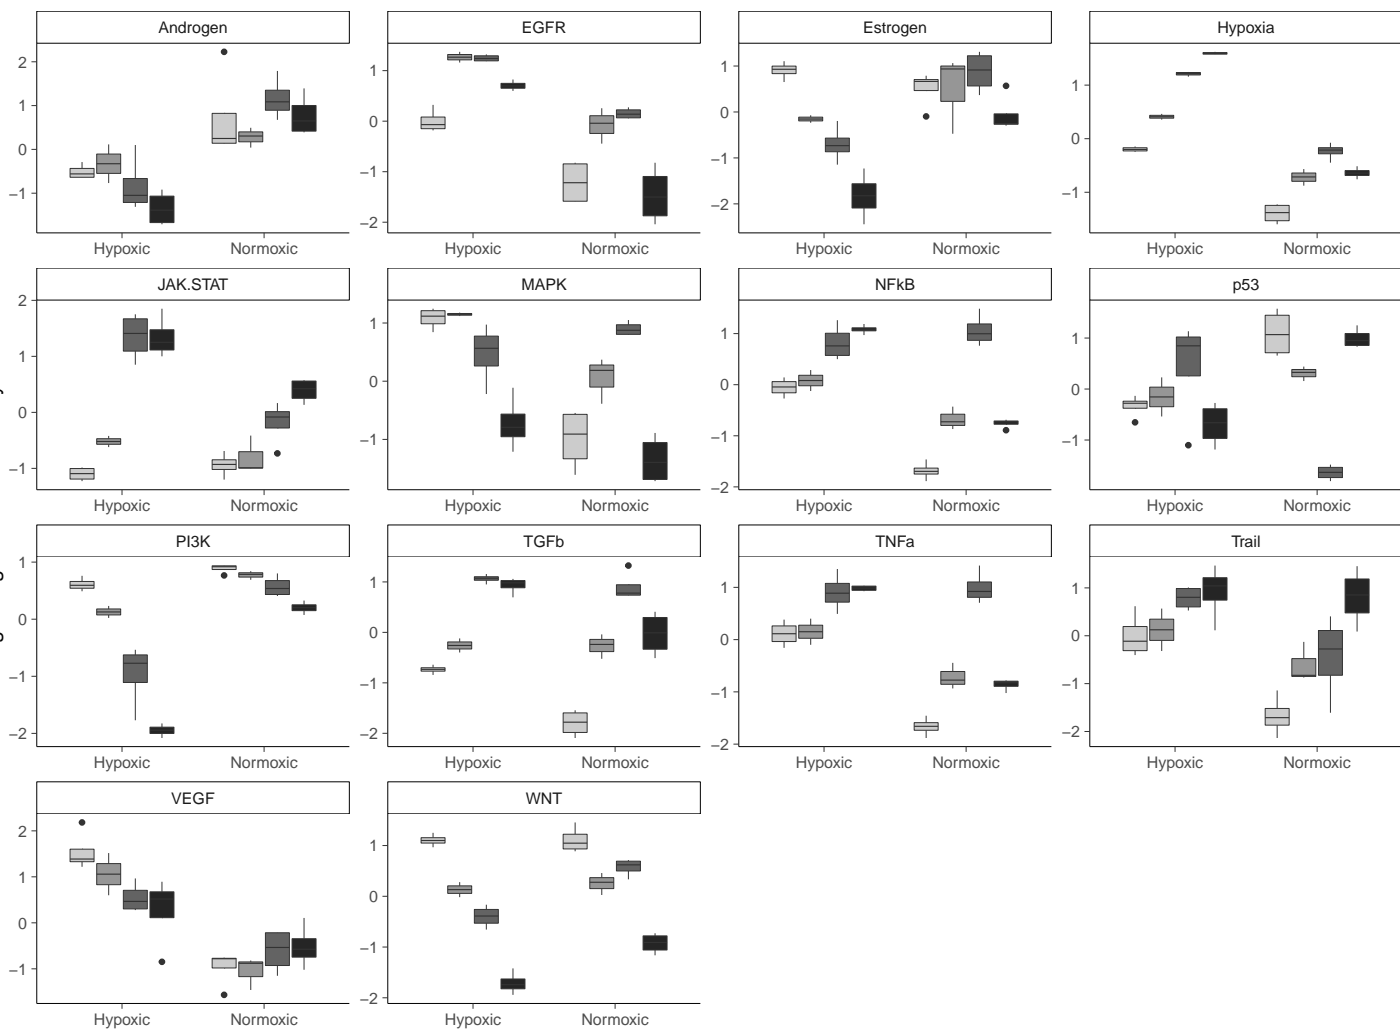 Androgen EGFR Estrogen Hypoxia
2 1 0 −1
1 0 −1 −2
1 0 −1 −2
1 0 −1
Hypoxic Normoxic Hypoxic Normoxic Hypoxic Normoxic Hypoxic Normoxic
JAK.STAT MAPK NFkB p53
2 1 0 −1
1 0 −1
1 0 −1 −2
1 0 −1
Hypoxic Normoxic Hypoxic Normoxic Hypoxic Normoxic Hypoxic Normoxic
PI3K TGFb TNFa Trail
1 0 −1 −2
1 0 −1 −2
1 0 −1 −2
1 0 −1 −2
Hypoxic Normoxic Hypoxic Normoxic Hypoxic Normoxic Hypoxic Normoxic
VEGF WNT
2 1 0 −1
1 0 −1 −2
Hypoxic Normoxic Hypoxic Normoxic